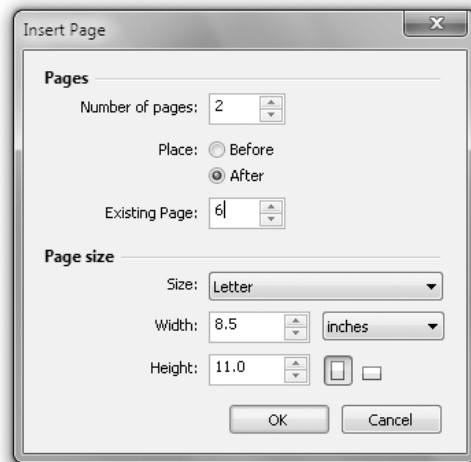 Insert Page
Pages
Number of pages: 2
Place: Before
After
Existing Page: 6
Page size
Size: Letter
Width: 8.5 inches
Height: 11.0
OK Cancel